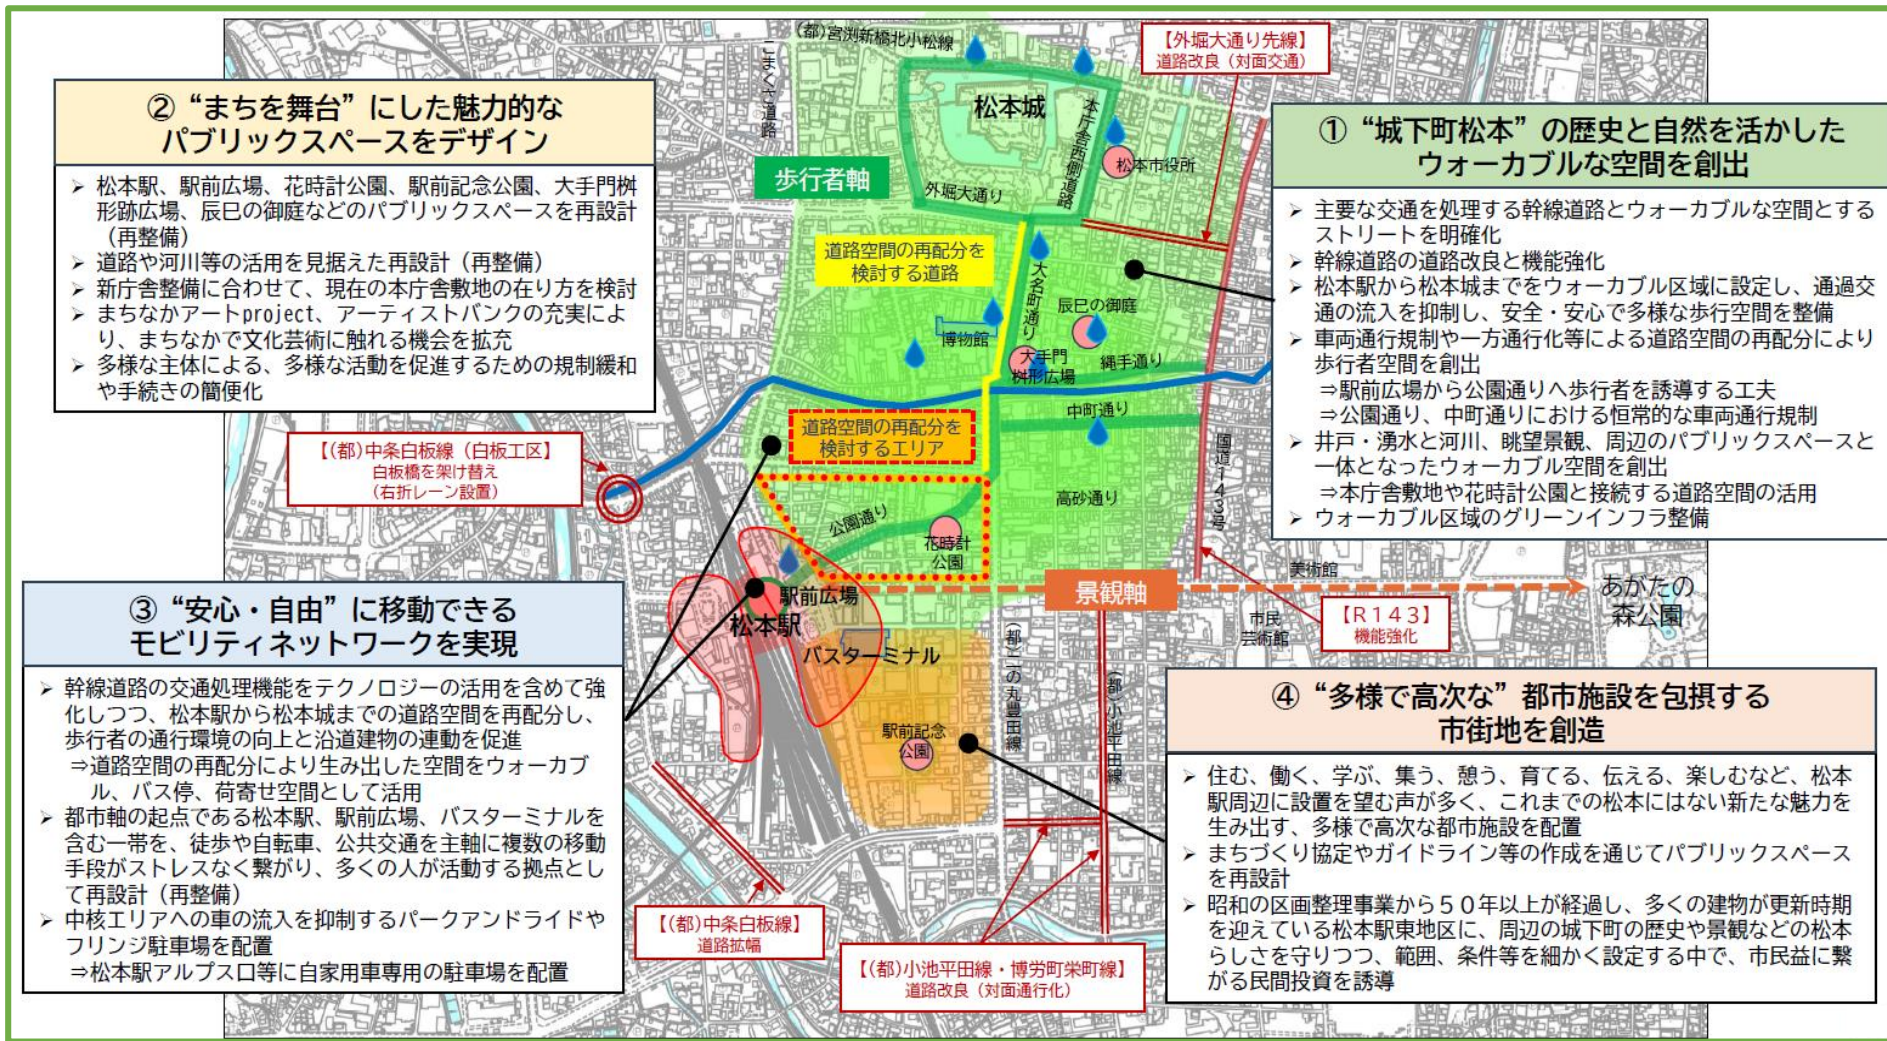 ② “まちを舞台” にした魅力的な
パブリックスペースをデザイン
➢ 松本駅、駅前広場、花時計公園、駅前記念公園、大手門桝
形跡広場、辰巳の御庭などのパブリックスペースを再設計
（再整備）
➢ 道路や河川等の活用を見据えた再設計（再整備）
➢ 新庁舎整備に合わせて、現在の本庁舎敷地の在り方を検討
➢ まちなかアートproject、アーティストバンクの充実によ
り、まちなかで文化芸術に触れる機会を拡充
➢ 多様な主体による、多様な活動を促進するための規制緩和
や手続きの簡便化
① “城下町松本” の歴史と自然を活かした
ウォーカブルな空間を創出
➢ 主要な交通を処理する幹線道路とウォーカブルな空間とする
ストリートを明確化
➢ 幹線道路の道路改良と機能強化
➢ 松本駅から松本城までをウォーカブル区域に設定し、通過交
通の流入を抑制し、安全・安心で多様な歩行空間を整備
➢ 車両通行規制や一方通行化等による道路空間の再配分により
歩行者空間を創出
⇒駅前広場から公園通りへ歩行者を誘導する工夫
⇒公園通り、中町通りにおける恒常的な車両通行規制
➢ 井戸・湧水と河川、眺望景観、周辺のパブリックスペースと
一体となったウォーカブル空間を創出
⇒本庁舎敷地や花時計公園と接続する道路空間の活用
➢ ウォーカブル区域のグリーンインフラ整備
③ “安心・自由” に移動できる
モビリティネットワークを実現
➢ 幹線道路の交通処理機能をテクノロジーの活用を含めて強
化しつつ、松本駅から松本城までの道路空間を再配分し、
歩行者の通行環境の向上と沿道建物の連動を促進
⇒道路空間の再配分により生み出した空間をウォーカブ
ル、バス停、荷寄せ空間として活用
➢ 都市軸の起点である松本駅、駅前広場、バスターミナルを
含む一帯を、徒歩や自転車、公共交通を主軸に複数の移動
手段がストレスなく繋がり、多くの人が活動する拠点とし
て再設計（再整備）
➢ 中核エリアへの車の流入を抑制するパークアンドライドや
フリンジ駐車場を配置
⇒松本駅アルプス口等に自家用車専用の駐車場を配置
④ “多様で高次な” 都市施設を包摂する
市街地を創造
➢ 住む、働く、学ぶ、集う、憩う、育てる、伝える、楽しむなど、松本
駅周辺に設置を望む声が多く、これまでの松本にはない新たな魅力を
生み出す、多様で高次な都市施設を配置
➢ まちづくり協定やガイドライン等の作成を通じてパブリックスペース
を再設計
➢ 昭和の区画整理事業から５０年以上が経過し、多くの建物が更新時期
を迎えている松本駅東地区に、周辺の城下町の歴史や景観などの松本
らしさを守りつつ、範囲、条件等を細かく設定する中で、市民益に繋
がる民間投資を誘導
(都)宮渕新橋北小松線
こまくさ道路
【外堀大通り先線】
道路改良（対面交通）
松本城
本庁舎西側道路
松本市役所
歩行者軸
外堀大通り
道路空間の再配分を
検討する道路
大名町通り
辰巳の御庭
博物館
大手門
桝形広場
縄手通り
中町通り
道路空間の再配分を
検討するエリア
【(都)中条白板線（白板工区）】
白板橋を架け替え
（右折レーン設置）
国道１４３号
高砂通り
公園通り
花時計
公園
美術館
景観軸
あがたの
森公園
駅前広場
松本駅
バスターミナル
市民
芸術館
【Ｒ１４３】
機能強化
(都)二の丸豊田線
(都)小池平田線
駅前記念
公園
【(都)中条白板線】
道路拡幅
【(都)小池平田線・博労町栄町線】
道路改良（対面通行化）